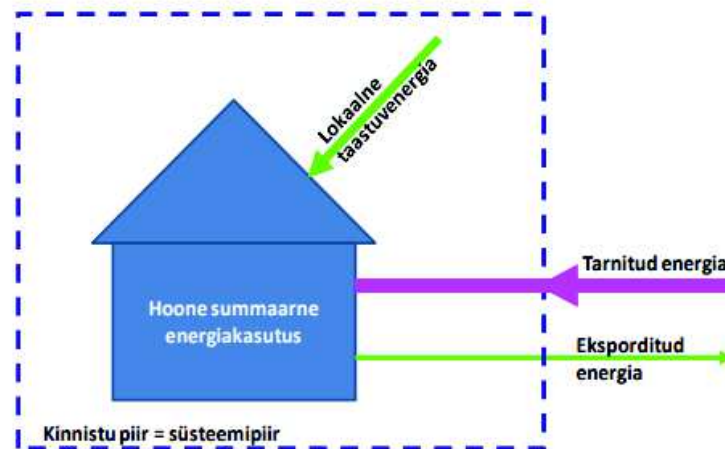 Lokaalne
taastuvenergia
Tarnitud energia
Hoone summaarne
energiakasutus
Eksporditud
energia
Kinnistu piir = süsteemipiir